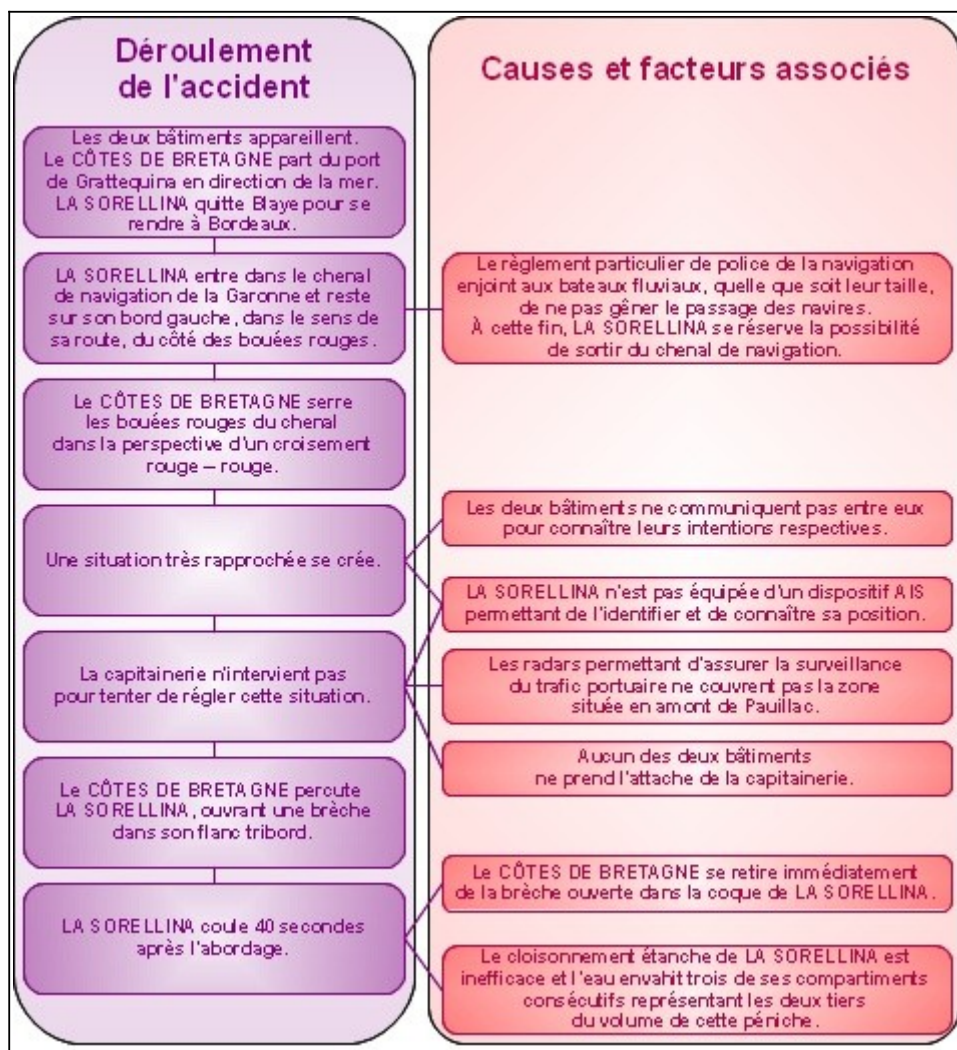 Déroulement
de l'accident
Les deux bâtiments appareillent.
Le CÔTES DE BRETAGNE part du port
de Grattequina en direction de la mer.
LA SORELLINA quitte Blaye pour se
rendre à Bordeaux.
LA SORELLINA entre dans le chenal
de navigation de la Garonne et reste
sur son bord gauche, dans le sens de
sa route, du côté des bouées rouges.
Le CÔTES DE BRETAGNE serre
les bouées rouges du chenal
dans la perspective d'un croisement
rouge – rouge.
Une situation très rapprochée se crée.
La capitainerie n'intervient pas
pour tenter de régler cette situation.
Le CÔTES DE BRETAGNE percute
LA SORELLINA, ouvrant une brèche
dans son flanc tribord.
LA SORELLINA coule 40 secondes
après l'abordage.
Causes et facteurs associés
Le règlement particulier de police de la navigation
enjoint aux bateaux fluviaux, quelle que soit leur taille,
de ne pas gêner le passage des navires.
À cette fin, LA SORELLINA se réserve la possibilité
de sortir du chenal de navigation.
Les deux bâtiments ne communiquent pas entre eux
pour connaître leurs intentions respectives.
LA SORELLINA n'est pas équipée d'un dispositif AIS
permettant de l'identifier et de connaître sa position.
Les radars permettant d'assurer la surveillance
du trafic portuaire ne couvrent pas la zone
située en amont de Pauillac.
Aucun des deux bâtiments
ne prend l'attache de la capitainerie.
Le CÔTES DE BRETAGNE se retire immédiatement
de la brèche ouverte dans la coque de LA SORELLINA.
Le cloisonnement étanche de LA SORELLINA est
inefficace et l'eau envahit trois de ses compartiments
consécutifs représentant les deux tiers
du volume de cette péniche.